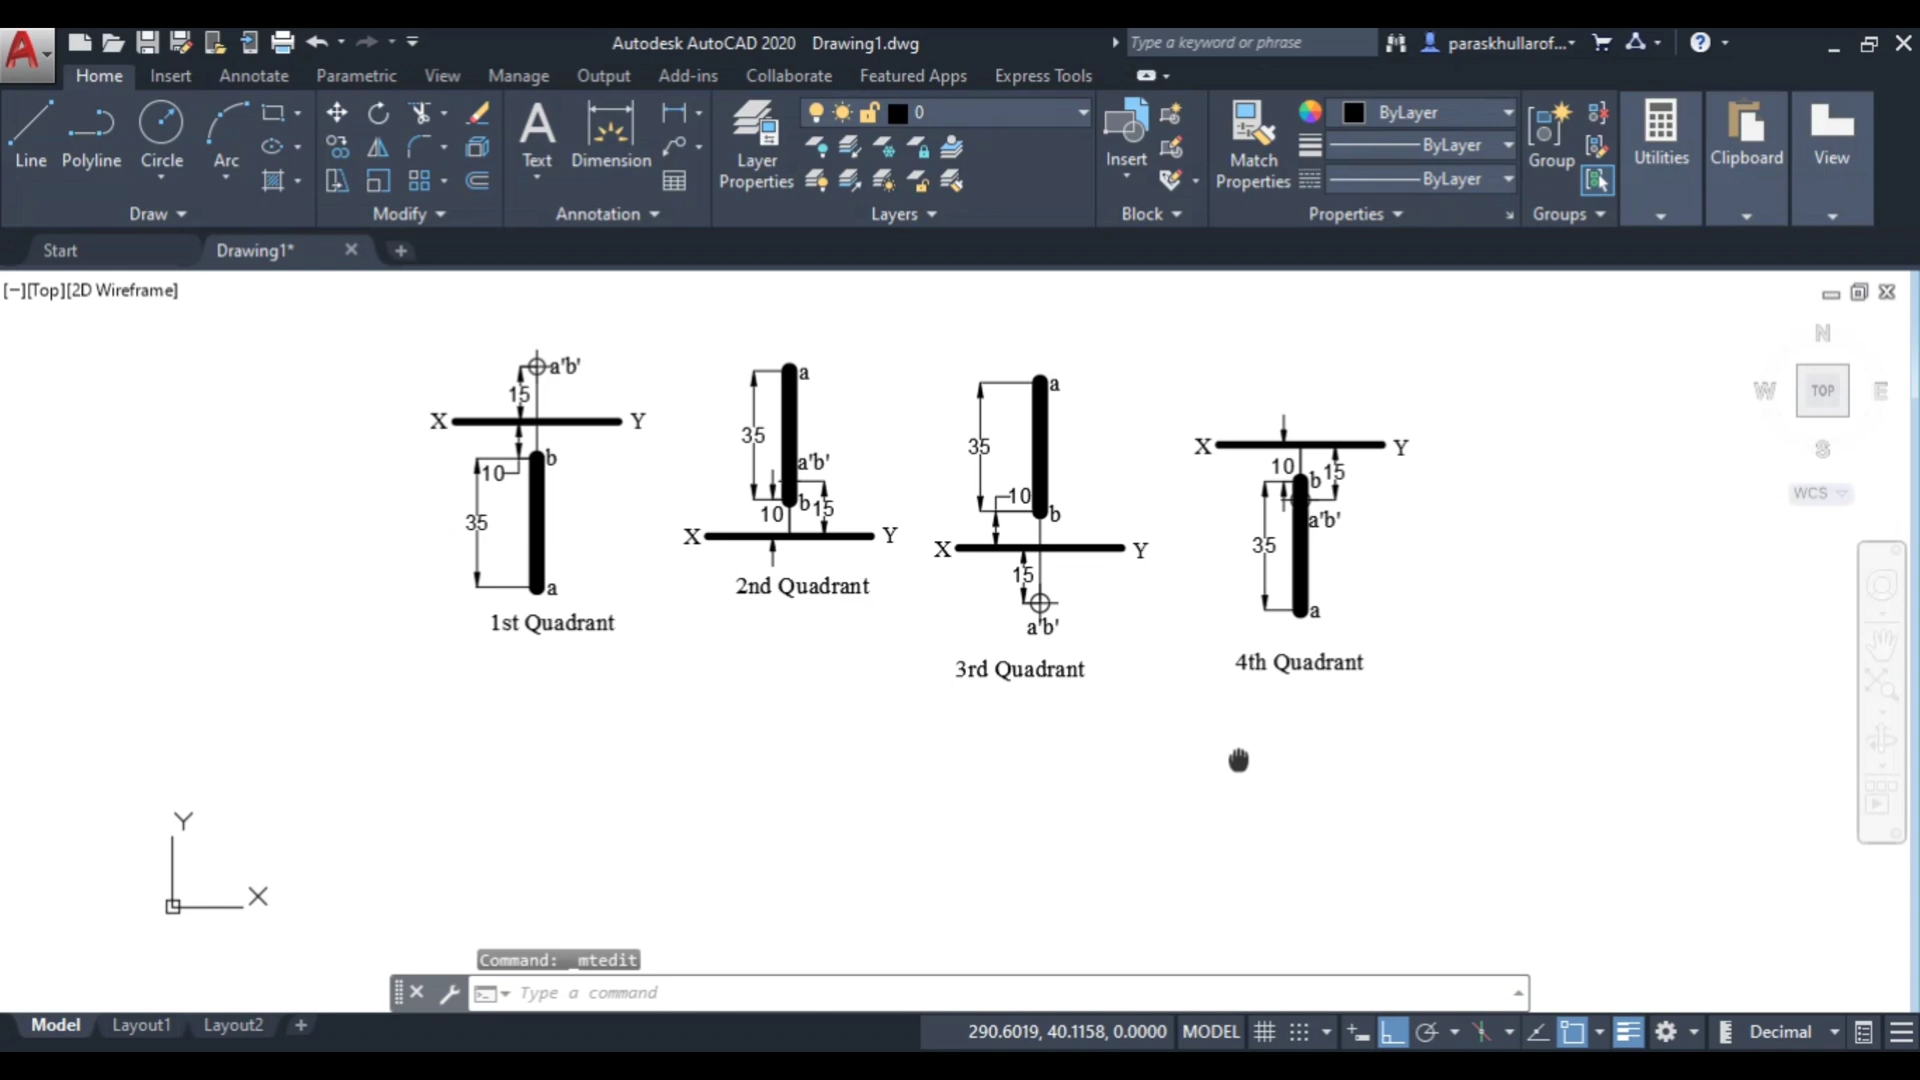 Autodesk AutoCAD 2020 Drawing1.dwg
Type a keyword or phrase
paraskhullarof...
Home Insert Annotate Parametric View Manage Output Add-ins Collaborate Featured Apps Express Tools
Line Polyline Circle Arc
Draw
Modify
Text Dimension
Annotation
Layer Properties
0
Layers
Insert
Block
Match Properties
ByLayer
ByLayer
ByLayer
Properties
Group
Groups
Utilities
Clipboard
View
Start Drawing1*
[−][Top][2D Wireframe]
N
W TOP E
S
WCS
a'b'
15
X Y
b
10
35
a
1st Quadrant
a
35
a'b'
b
15
10
X Y
2nd Quadrant
a
35
10
b
X Y
15
a'b'
3rd Quadrant
X Y
10
15
b
a'b'
35
a
4th Quadrant
Y
X
Command: _mtedit
Type a command
Model Layout1 Layout2
290.6019, 40.1158, 0.0000 MODEL Decimal